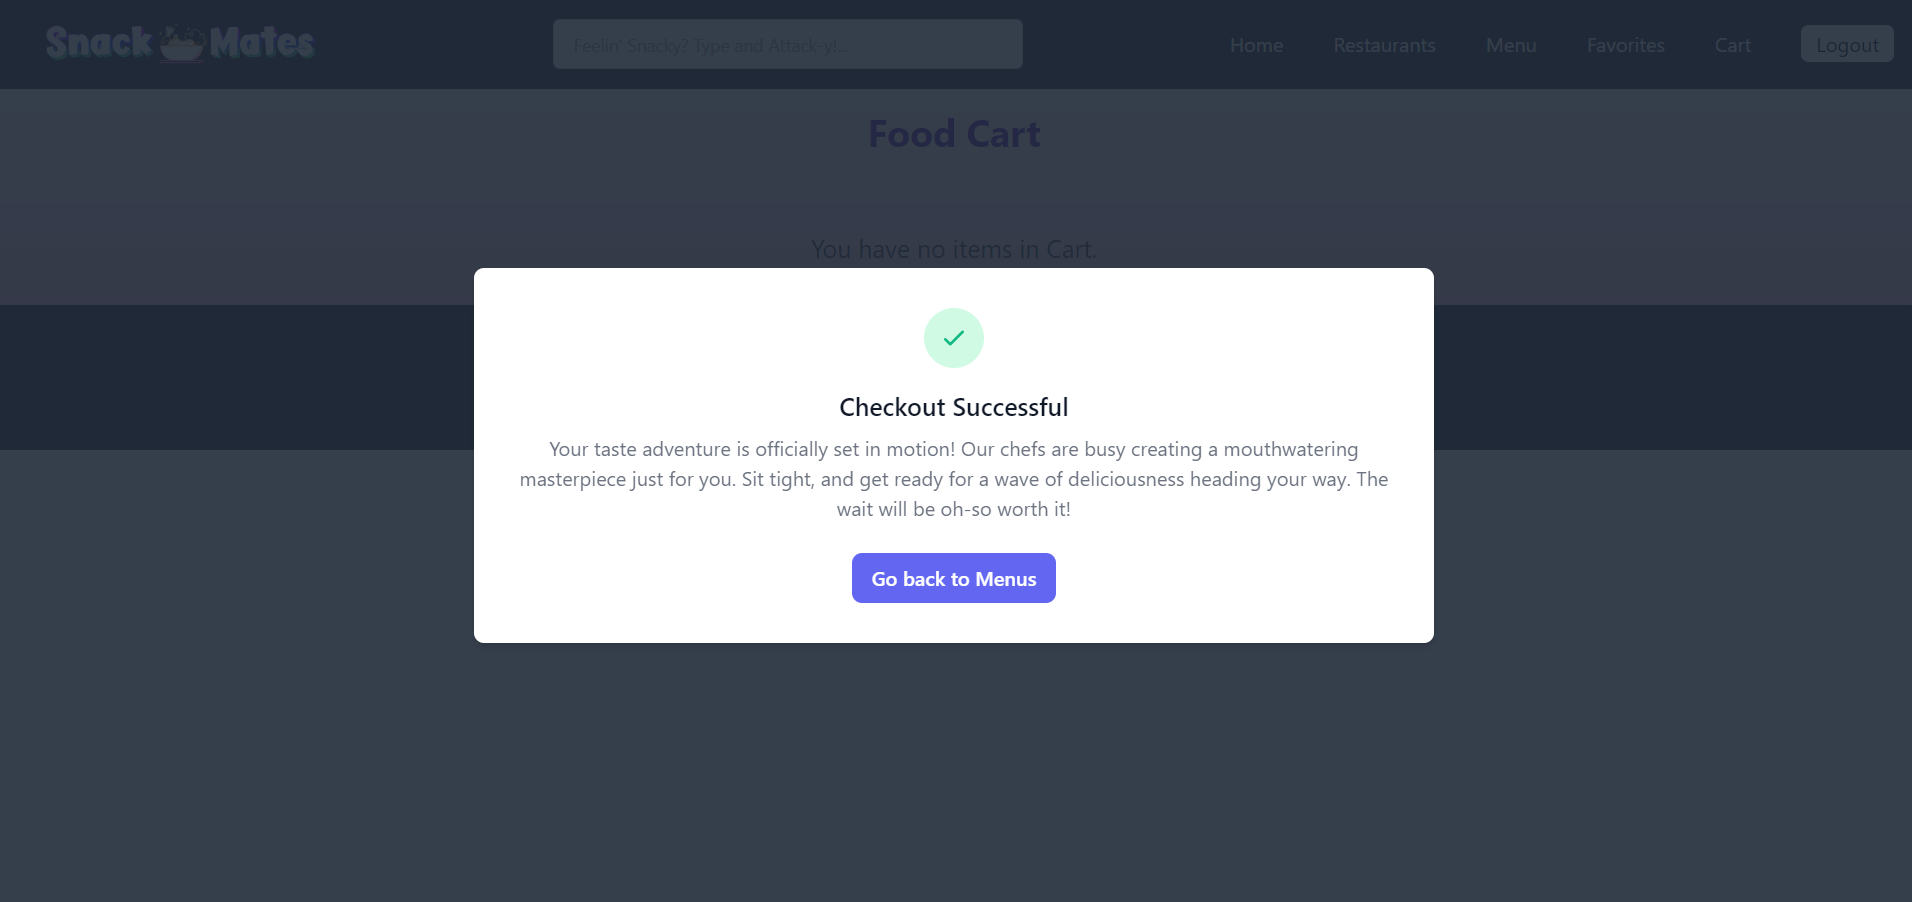 Snack Mates
Feelin' Snacky? Type and Attack-y!...
Home
Restaurants
Menu
Favorites
Cart
Logout
Food Cart
You have no items in Cart.
Checkout Successful
Your taste adventure is officially set in motion! Our chefs are busy creating a mouthwatering
masterpiece just for you. Sit tight, and get ready for a wave of deliciousness heading your way. The
wait will be oh-so worth it!
Go back to Menus